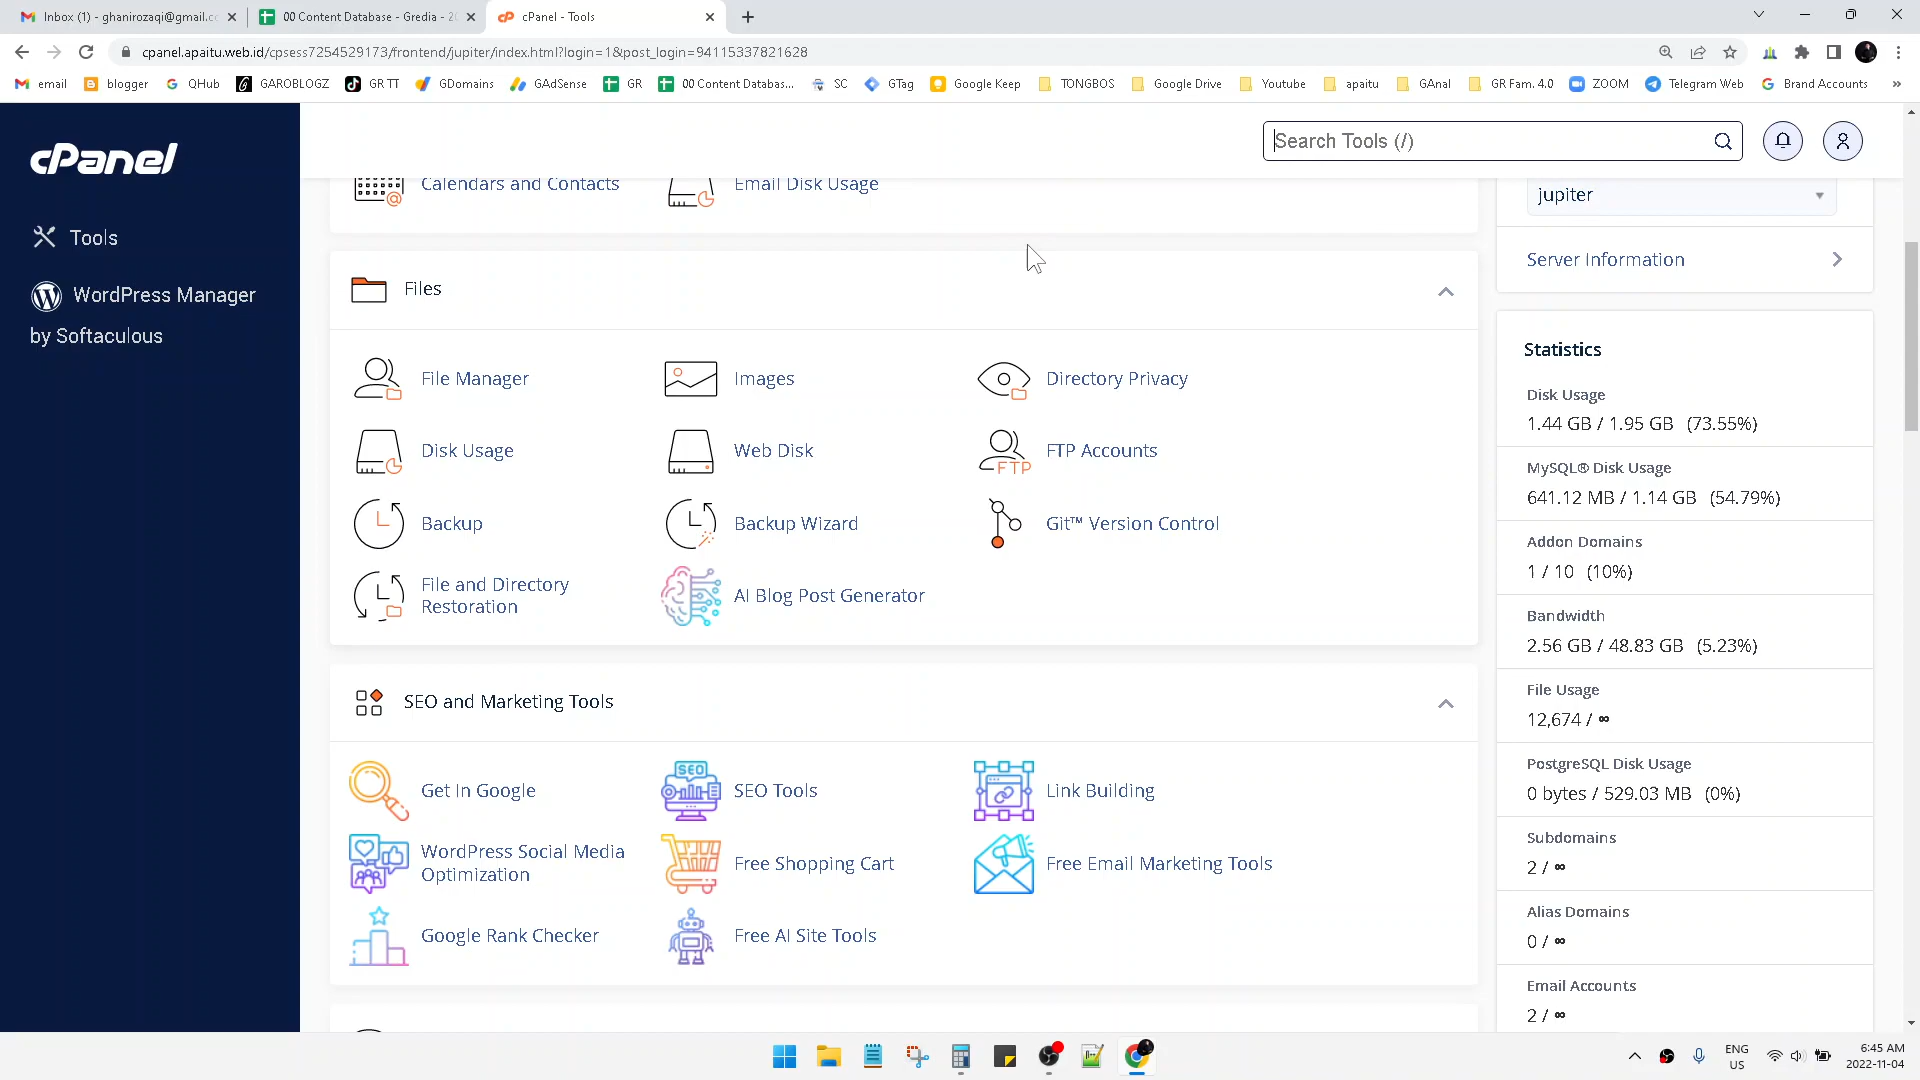 Inbox (1) - ghanirozaqi@gmail.c
00 Content Database - Gredia - 2
cPanel - Tools
cpanel.apaitu.web.id/cpsess7254529173/frontend/jupiter/index.html?login=1&post_login=94115337821628
email
blogger
QHub
GAROBLOGZ
GR TT
GDomains
GAdSense
GR
00 Content Databas...
SC
GTag
Google Keep
TONGBOS
Google Drive
Youtube
apaitu
GAnal
GR Fam. 4.0
ZOOM
Telegram Web
Brand Accounts
»
cPanel
Search Tools (/)
Tools
WordPress Manager
by Softaculous
Calendars and Contacts
Email Disk Usage
Files
File Manager
Images
Directory Privacy
Disk Usage
Web Disk
FTP
FTP Accounts
Backup
Backup Wizard
Git™ Version Control
File and Directory
Restoration
AI Blog Post Generator
SEO and Marketing Tools
Get In Google
SEO
SEO Tools
Link Building
WordPress Social Media
Optimization
Free Shopping Cart
Free Email Marketing Tools
Google Rank Checker
Free AI Site Tools
jupiter
Server Information
Statistics
Disk Usage
1.44 GB / 1.95 GB (73.55%)
MySQL® Disk Usage
641.12 MB / 1.14 GB (54.79%)
Addon Domains
1 / 10 (10%)
Bandwidth
2.56 GB / 48.83 GB (5.23%)
File Usage
12,674 / ∞
PostgreSQL Disk Usage
0 bytes / 529.03 MB (0%)
Subdomains
2 / ∞
Alias Domains
0 / ∞
Email Accounts
2 / ∞
ENG
US
6:45 AM
2022-11-04